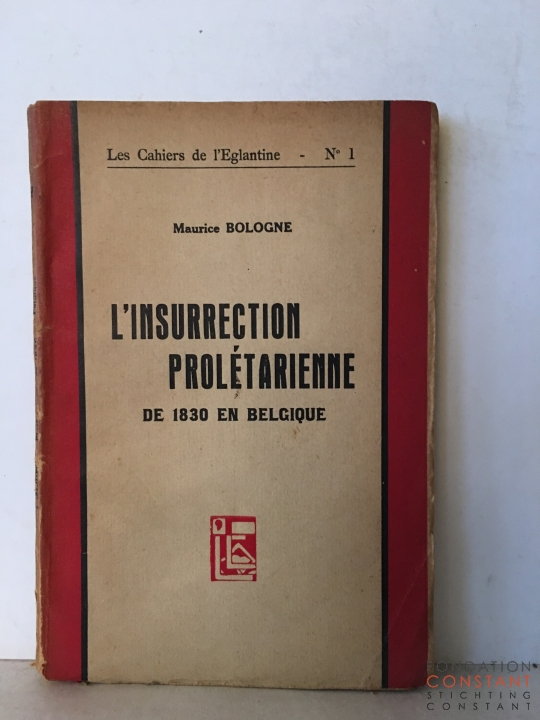 Les Cahiers de l'Eglantine - N° 1
Maurice BOLOGNE
L'INSURRECTION
PROLÉTARIENNE
DE 1830 EN BELGIQUE
FONDATION
CONSTANT
STICHTING
CONSTANT